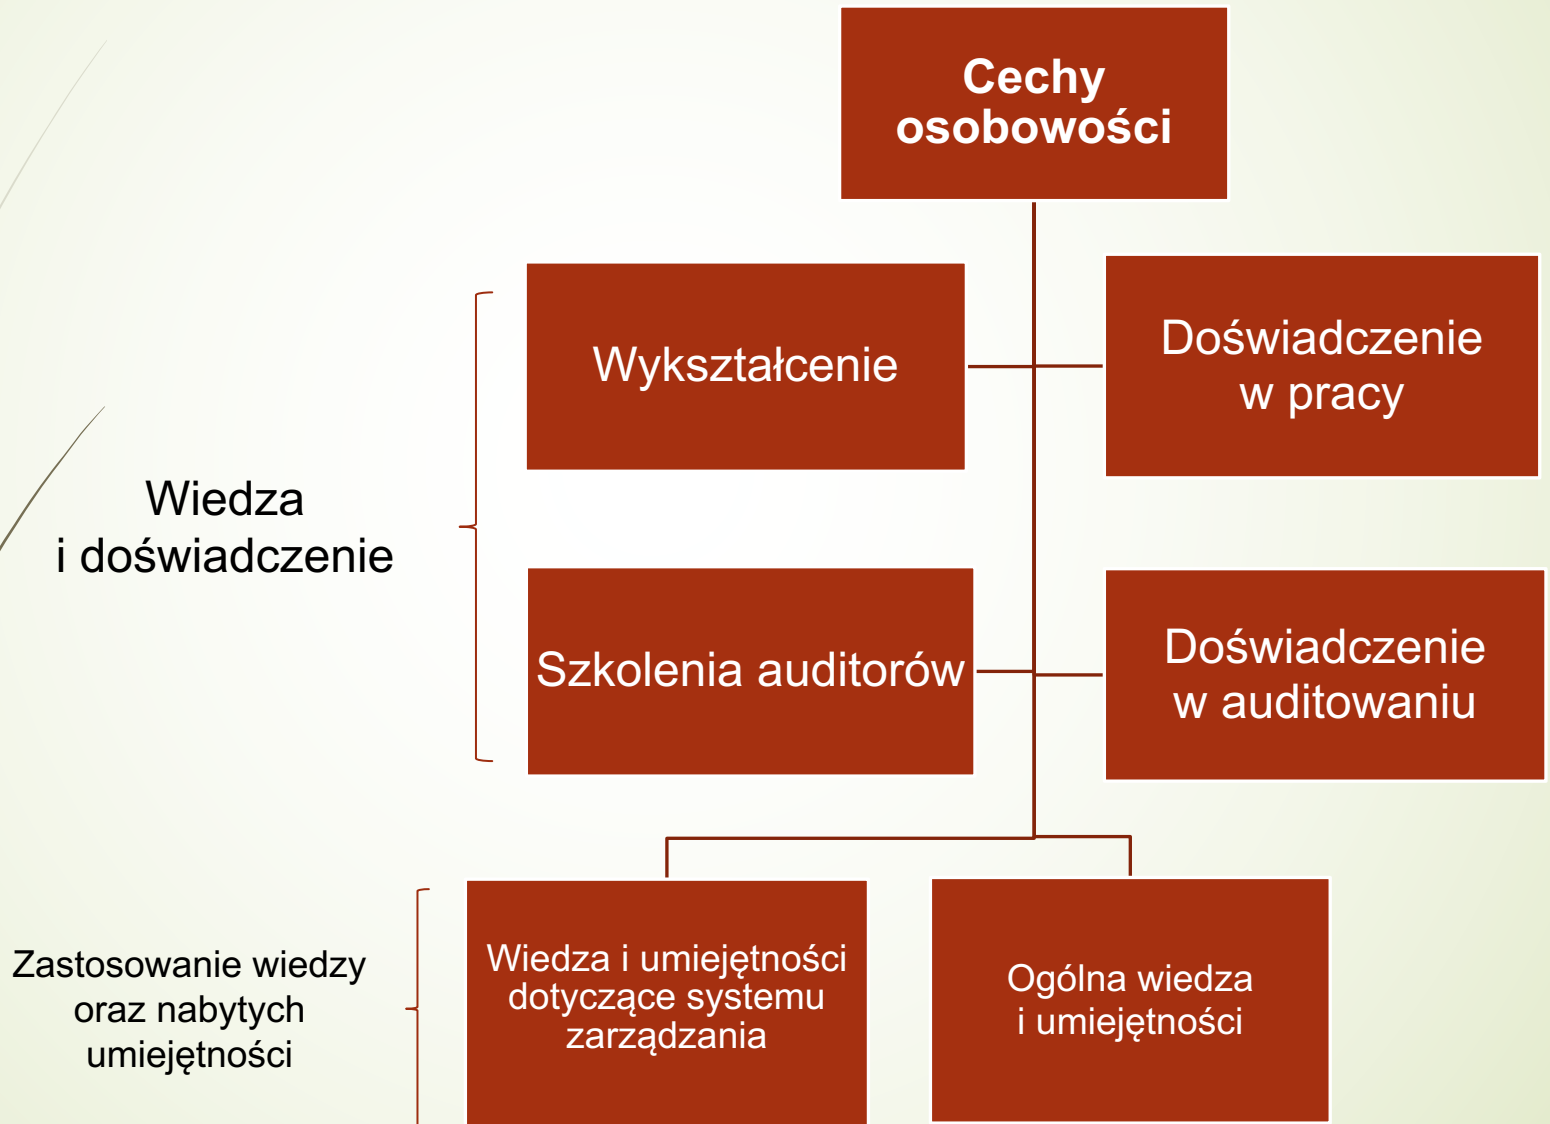 Cechy
osobowości
Wykształcenie
Doświadczenie
w pracy
Wiedza
i doświadczenie
Szkolenia auditorów
Doświadczenie
w auditowaniu
Zastosowanie wiedzy
oraz nabytych
umiejętności
Wiedza i umiejętności
dotyczące systemu
zarządzania
Ogólna wiedza
i umiejętności